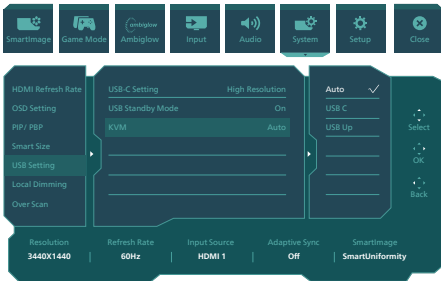 ambiglow
SmartImage
Game Mode
Ambiglow
Input
Audio
System
Setup
Close
HDMI Refresh Rate
OSD Setting
PIP/ PBP
Smart Size
USB Setting
Local Dimming
Over Scan
USB-C Setting High Resolution
USB Standby Mode On
KVM Auto
Auto
USB C
USB Up
Select
OK
Back
Resolution
3440X1440
Refresh Rate
60Hz
Input Source
HDMI 1
Adaptive Sync
Off
SmartImage
SmartUniformity